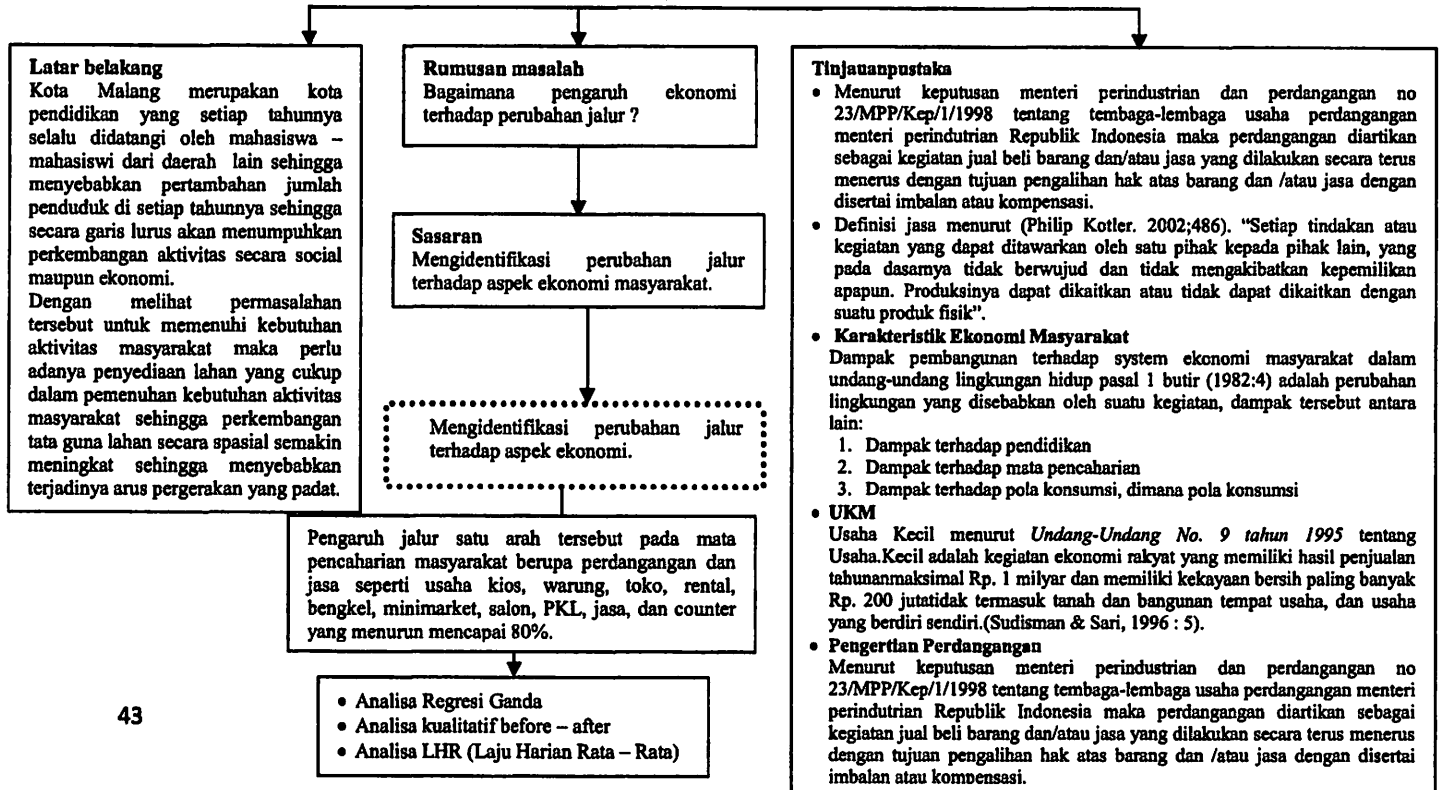 Latar belakang
Kota Malang merupakan kota
pendidikan yang setiap tahunnya
selalu didatangi oleh mahasiswa –
mahasiswi dari daerah lain sehingga
menyebabkan pertambahan jumlah
penduduk di setiap tahunnya sehingga
secara garis lurus akan menumpuhkan
perkembangan aktivitas secara social
maupun ekonomi.
Dengan melihat permasalahan
tersebut untuk memenuhi kebutuhan
aktivitas masyarakat maka perlu
adanya penyediaan lahan yang cukup
dalam pemenuhan kebutuhan aktivitas
masyarakat sehingga perkembangan
tata guna lahan secara spasial semakin
meningkat sehingga menyebabkan
terjadinya arus pergerakan yang padat.
Rumusan masalah
Bagaimana pengaruh ekonomi
terhadap perubahan jalur ?
Sasaran
Mengidentifikasi perubahan jalur
terhadap aspek ekonomi masyarakat.
Mengidentifikasi perubahan jalur
terhadap aspek ekonomi.
Pengaruh jalur satu arah tersebut pada mata
pencaharian masyarakat berupa perdangangan dan
jasa seperti usaha kios, warung, toko, rental,
bengkel, minimarket, salon, PKL, jasa, dan counter
yang menurun mencapai 80%.
• Analisa Regresi Ganda
• Analisa kualitatif before – after
• Analisa LHR (Laju Harian Rata – Rata)
Tinjauanpustaka
• Menurut keputusan menteri perindustrian dan perdangangan no
23/MPP/Kep/1/1998 tentang tembaga-lembaga usaha perdangangan
menteri perindutrian Republik Indonesia maka perdangangan diartikan
sebagai kegiatan jual beli barang dan/atau jasa yang dilakukan secara terus
menerus dengan tujuan pengalihan hak atas barang dan /atau jasa dengan
disertai imbalan atau kompensasi.
• Definisi jasa menurut (Philip Kotler. 2002;486). “Setiap tindakan atau
kegiatan yang dapat ditawarkan oleh satu pihak kepada pihak lain, yang
pada dasarnya tidak berwujud dan tidak mengakibatkan kepemilikan
apapun. Produksinya dapat dikaitkan atau tidak dapat dikaitkan dengan
suatu produk fisik”.
• Karakteristik Ekonomi Masyarakat
Dampak pembangunan terhadap system ekonomi masyarakat dalam
undang-undang lingkungan hidup pasal 1 butir (1982:4) adalah perubahan
lingkungan yang disebabkan oleh suatu kegiatan, dampak tersebut antara
lain:
1. Dampak terhadap pendidikan
2. Dampak terhadap mata pencaharian
3. Dampak terhadap pola konsumsi, dimana pola konsumsi
• UKM
Usaha Kecil menurut Undang-Undang No. 9 tahun 1995 tentang
Usaha.Kecil adalah kegiatan ekonomi rakyat yang memiliki hasil penjualan
tahunanmaksimal Rp. 1 milyar dan memiliki kekayaan bersih paling banyak
Rp. 200 jutatidak termasuk tanah dan bangunan tempat usaha, dan usaha
yang berdiri sendiri.(Sudisman & Sari, 1996 : 5).
• Pengertian Perdangangan
Menurut keputusan menteri perindustrian dan perdangangan no
23/MPP/Kep/1/1998 tentang tembaga-lembaga usaha perdangangan menteri
perindutrian Republik Indonesia maka perdangangan diartikan sebagai
kegiatan jual beli barang dan/atau jasa yang dilakukan secara terus menerus
dengan tujuan pengalihan hak atas barang dan /atau jasa dengan disertai
imbalan atau kompensasi.
43